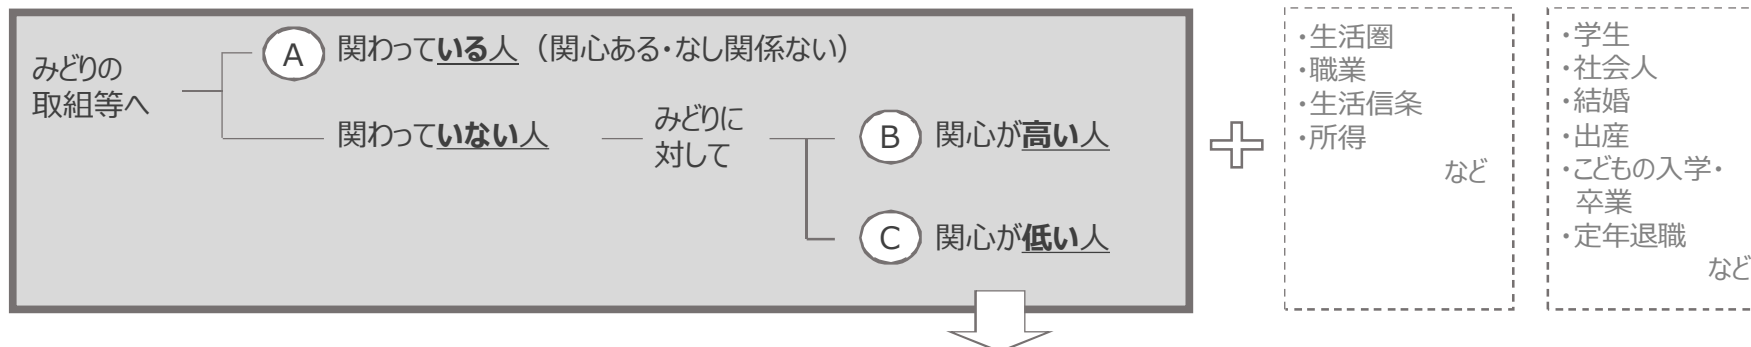 みどりの
取組等へ
A 関わっている人（関心ある・なし関係ない）
関わっていない人
みどりに
対して
B 関心が高い人
C 関心が低い人
・生活圏
・職業
・生活信条
・所得
など
・学生
・社会人
・結婚
・出産
・こどもの入学・
卒業
・定年退職
など